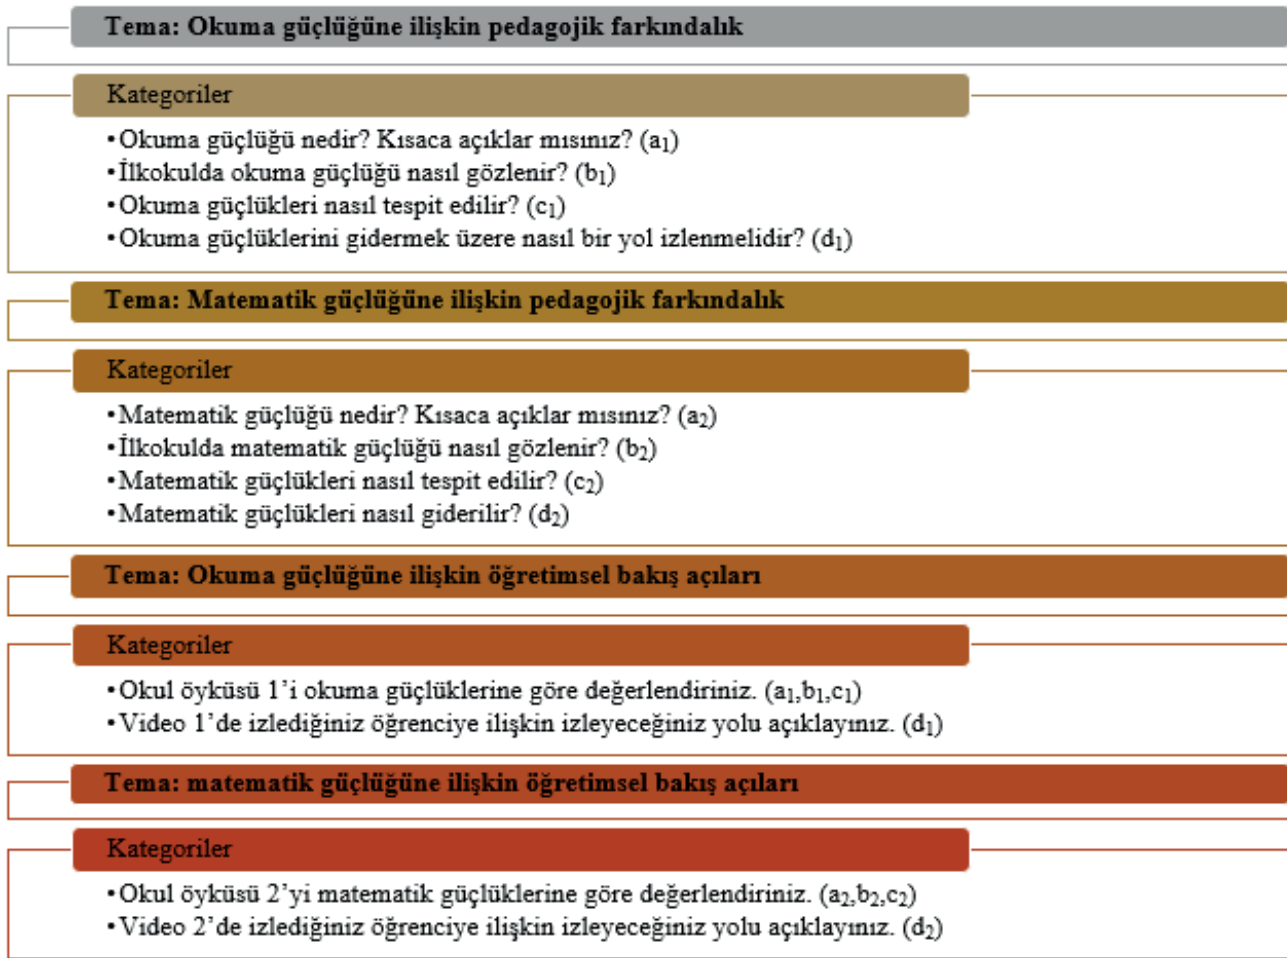 Tema: Okuma güçlüğüne ilişkin pedagojik farkındalık
Kategoriler
•Okuma güçlüğü nedir? Kısaca açıklar mısınız? (a₁)
•İlkokulda okuma güçlüğü nasıl gözlenir? (b₁)
•Okuma güçlükleri nasıl tespit edilir? (c₁)
•Okuma güçlüklerini gidermek üzere nasıl bir yol izlenmelidir? (d₁)
Tema: Matematik güçlüğüne ilişkin pedagojik farkındalık
Kategoriler
•Matematik güçlüğü nedir? Kısaca açıklar mısınız? (a₂)
•İlkokulda matematik güçlüğü nasıl gözlenir? (b₂)
•Matematik güçlükleri nasıl tespit edilir? (c₂)
•Matematik güçlükleri nasıl giderilir? (d₂)
Tema: Okuma güçlüğüne ilişkin öğretimsel bakış açıları
Kategoriler
•Okul öyküsü 1’i okuma güçlüklerine göre değerlendiriniz. (a₁,b₁,c₁)
•Video 1’de izlediğiniz öğrenciye ilişkin izleyeceğiniz yolu açıklayınız. (d₁)
Tema: matematik güçlüğüne ilişkin öğretimsel bakış açıları
Kategoriler
•Okul öyküsü 2’yi matematik güçlüklerine göre değerlendiriniz. (a₂,b₂,c₂)
•Video 2’de izlediğiniz öğrenciye ilişkin izleyeceğiniz yolu açıklayınız. (d₂)